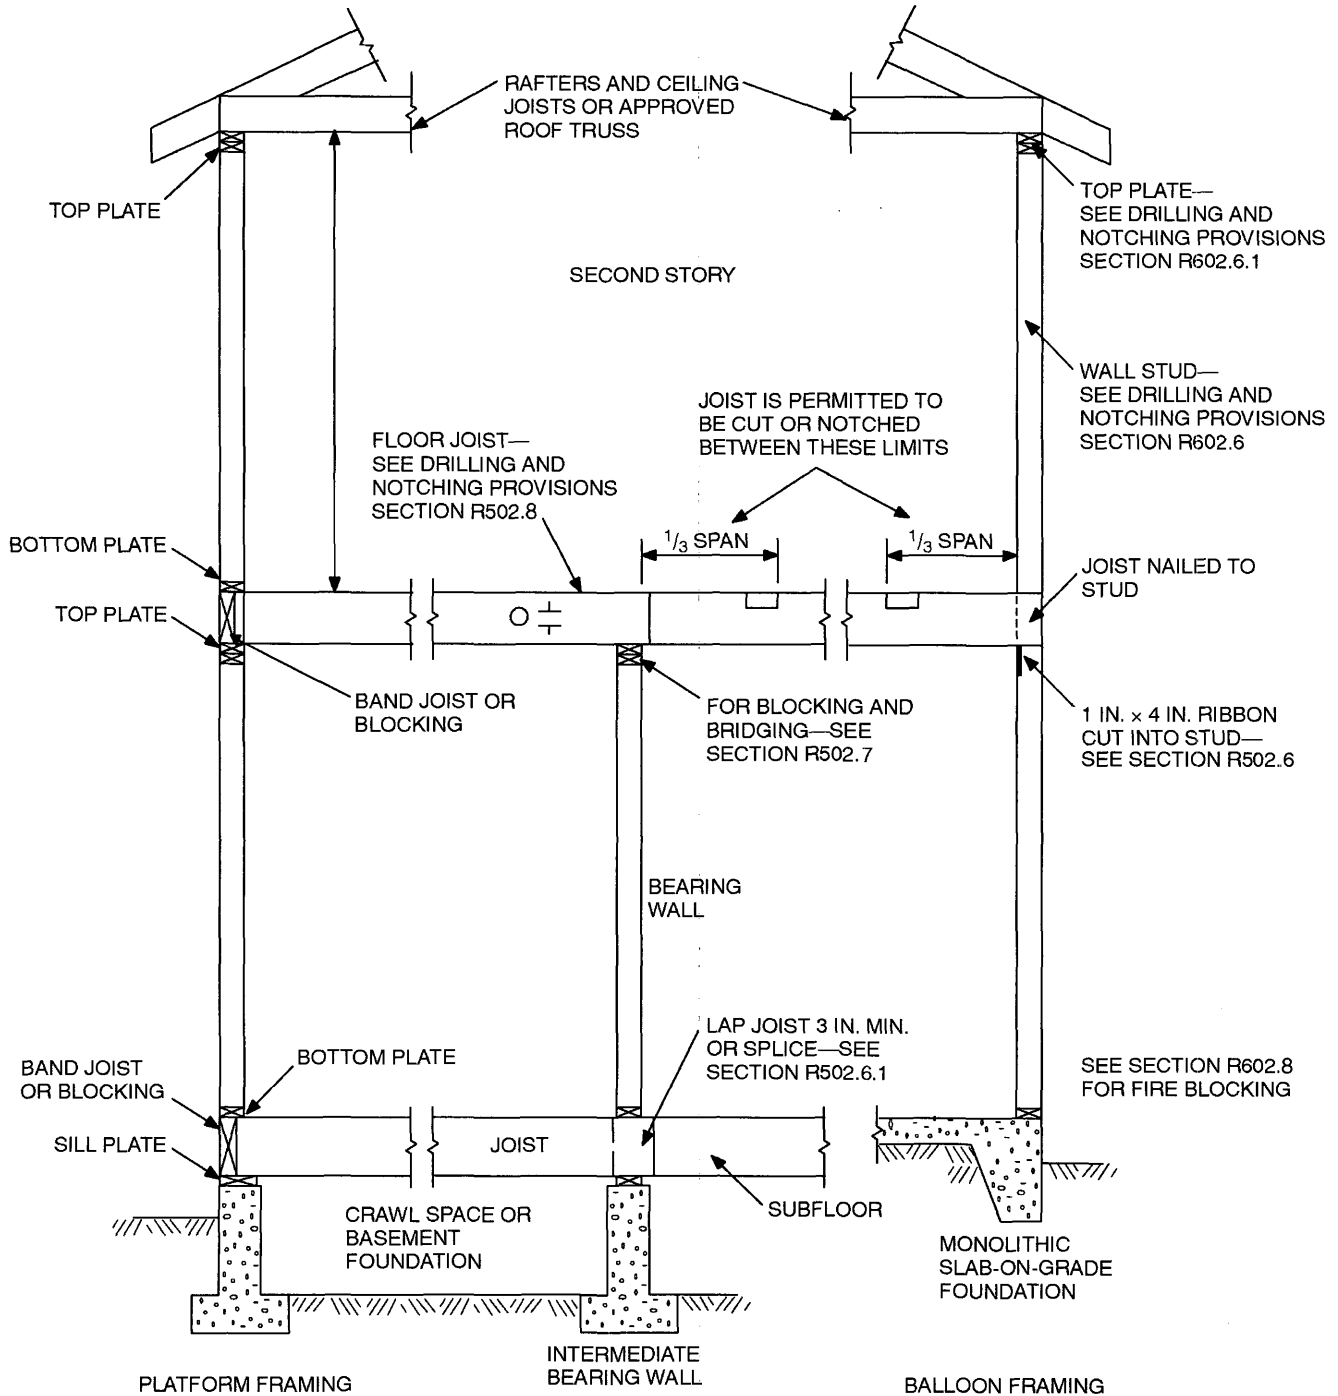 RAFTERS AND CEILING
JOISTS OR APPROVED
ROOF TRUSS
TOP PLATE
TOP PLATE—
SEE DRILLING AND
NOTCHING PROVISIONS
SECTION R602.6.1
SECOND STORY
WALL STUD—
SEE DRILLING AND
NOTCHING PROVISIONS
SECTION R602.6
JOIST IS PERMITTED TO
BE CUT OR NOTCHED
BETWEEN THESE LIMITS
FLOOR JOIST—
SEE DRILLING AND
NOTCHING PROVISIONS
SECTION R502.8
BOTTOM PLATE
1/3 SPAN
1/3 SPAN
JOIST NAILED TO
STUD
TOP PLATE
BAND JOIST OR
BLOCKING
FOR BLOCKING AND
BRIDGING—SEE
SECTION R502.7
1 IN. × 4 IN. RIBBON
CUT INTO STUD—
SEE SECTION R502.6
BEARING
WALL
LAP JOIST 3 IN. MIN.
OR SPLICE—SEE
SECTION R502.6.1
BOTTOM PLATE
BAND JOIST
OR BLOCKING
SEE SECTION R602.8
FOR FIRE BLOCKING
SILL PLATE
JOIST
SUBFLOOR
CRAWL SPACE OR
BASEMENT
FOUNDATION
MONOLITHIC
SLAB-ON-GRADE
FOUNDATION
INTERMEDIATE
BEARING WALL
PLATFORM FRAMING
BALLOON FRAMING